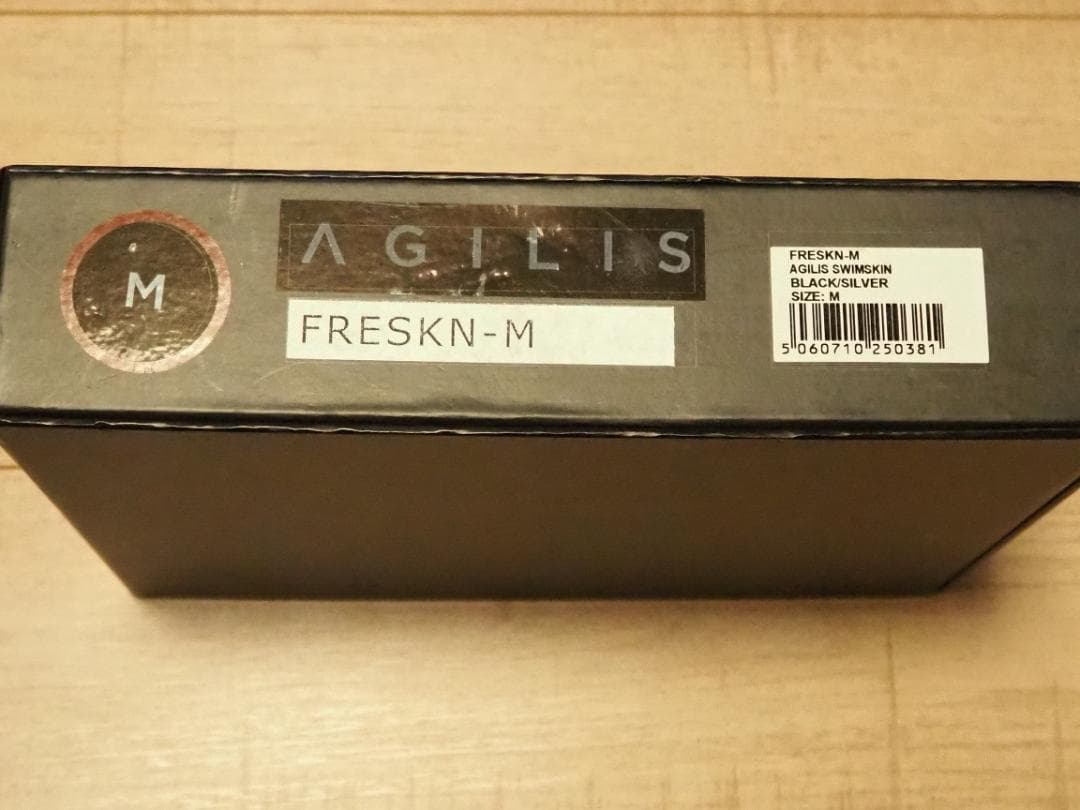 M
AGILIS
FRESKN-M
FRESKN-M
AGILIS SWIMSKIN
BLACK/SILVER
SIZE: M
5 060710 250381